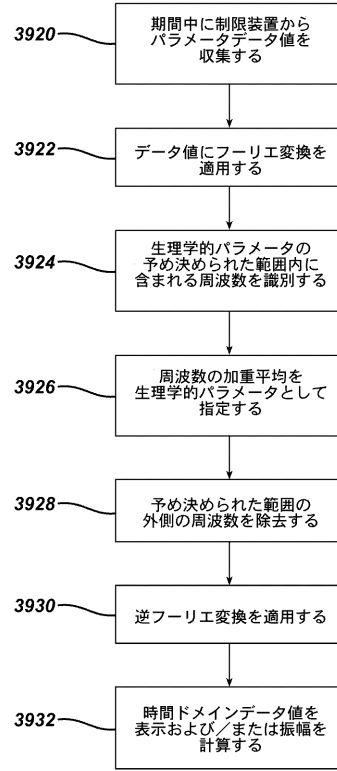 3920
期間中に制限装置から
パラメータデータ値を
収集する
3922
データ値にフーリエ変換を
適用する
3924
生理学的パラメータの
予め決められた範囲内に
含まれる周波数を識別する
3926
周波数の加重平均を
生理学的パラメータとして
指定する
3928
予め決められた範囲の
外側の周波数を除去する
3930
逆フーリエ変換を適用する
3932
時間ドメインデータ値を
表示および／または振幅を
計算する